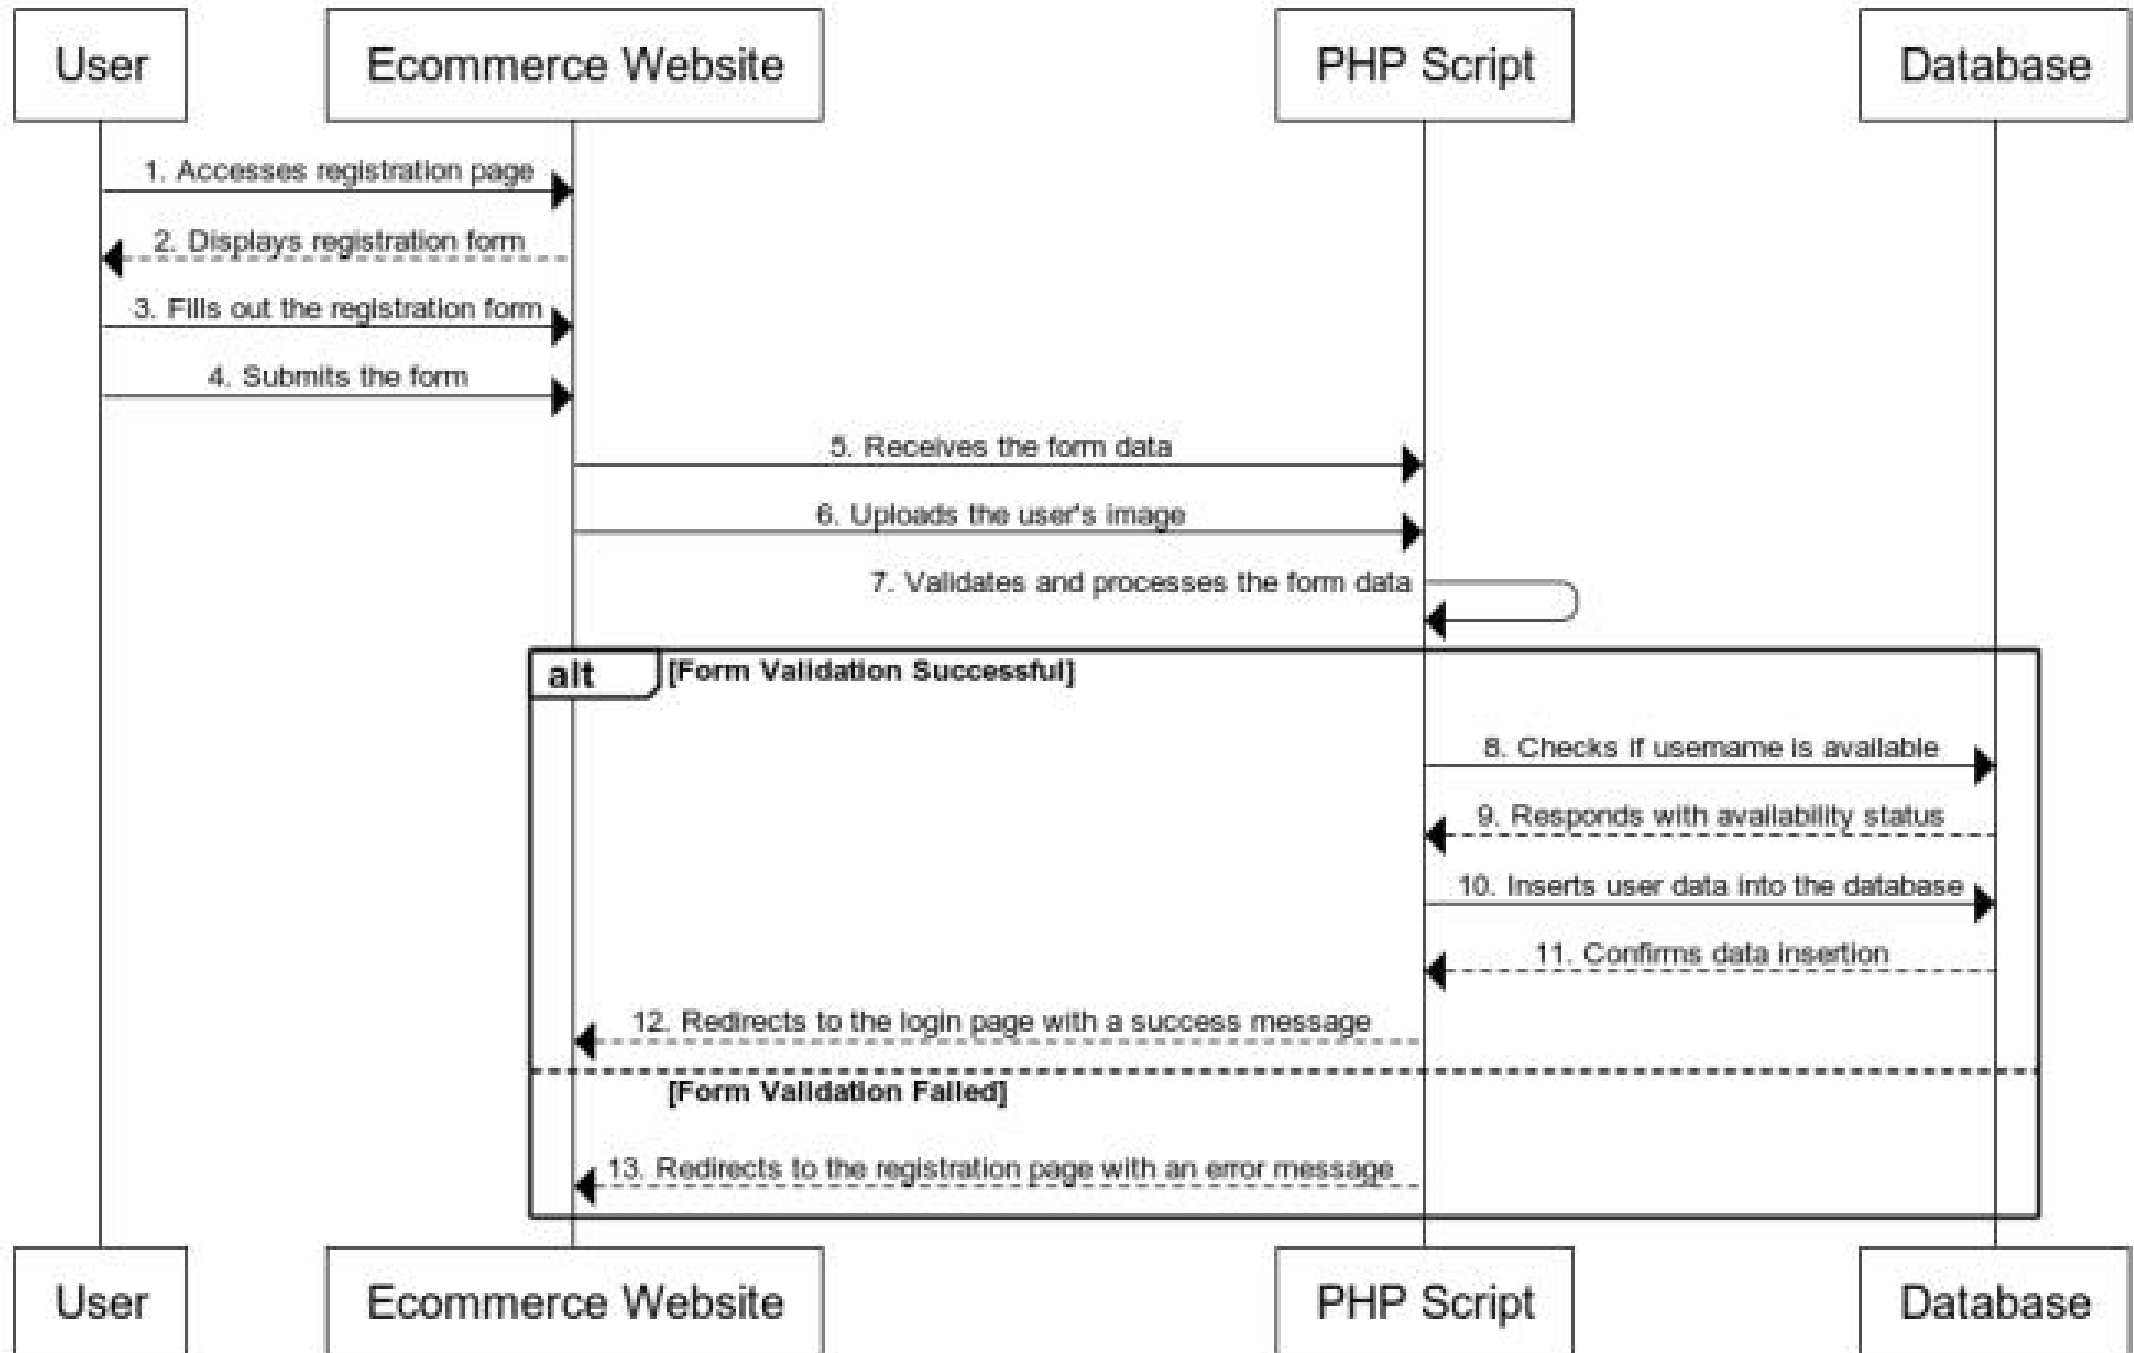 User
Ecommerce Website
PHP Script
Database
1. Accesses registration page
2. Displays registration form
3. Fills out the registration form
4. Submits the form
5. Receives the form data
6. Uploads the user's image
7. Validates and processes the form data
alt
[Form Validation Successful]
8. Checks if username is available
9. Responds with availability status
10. Inserts user data into the database
11. Confirms data insertion
12. Redirects to the login page with a success message
[Form Validation Failed]
13. Redirects to the registration page with an error message
User
Ecommerce Website
PHP Script
Database